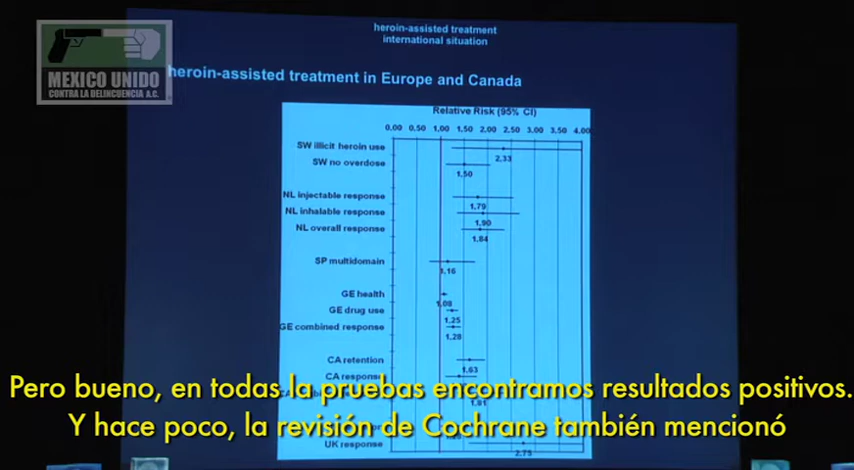 heroin-assisted treatment
international situation
MEXICO UNIDO
CONTRA LA DELINCUENCIA A.C.
heroin-assisted treatment in Europe and Canada
Relative Risk (95% CI)
0.00 0.50 1.00 1.50 2.00 2.50 3.00 3.50 4.00
SW illicit heroin use
2,33
SW no overdose
1,50
NL injectable response
1,79
NL inhalable response
1,90
NL overall response
1,84
SP multidomain
1,16
GE health
1,08
GE drug use
1,25
GE combined response
1,28
CA retention
1,63
CA response
Pero bueno, en todas la pruebas encontramos resultados positivos.
Y hace poco, la revisión de Cochrane también mencionó
UK response
2,75